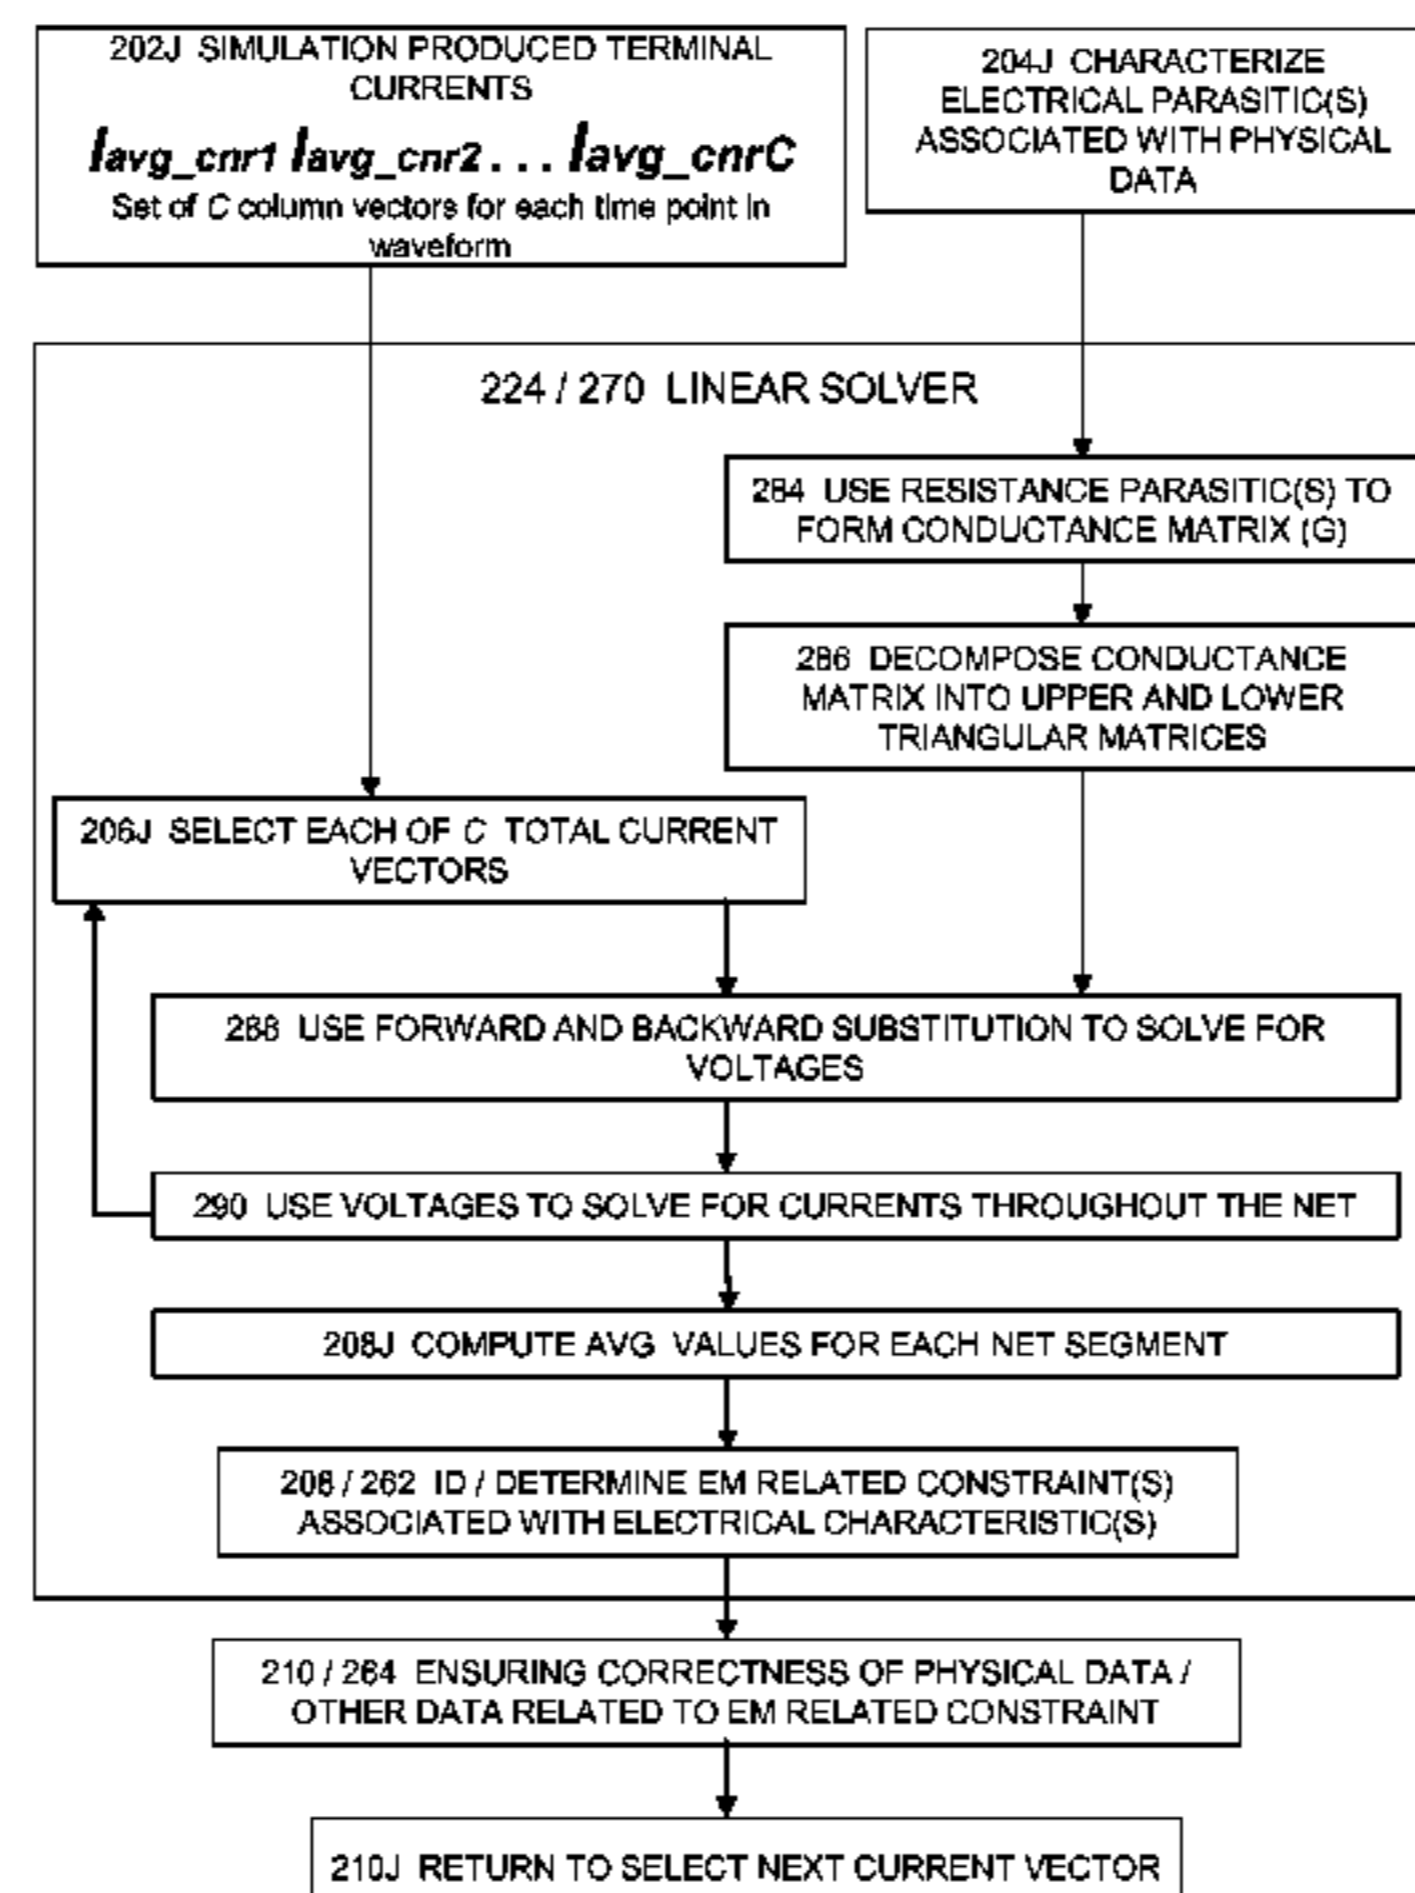 202J SIMULATION PRODUCED TERMINAL
CURRENTS
Iavg_cnr1 Iavg_cnr2 . . . Iavg_cnrC
Set of C column vectors for each time point in
waveform
204J CHARACTERIZE
ELECTRICAL PARASITIC(S)
ASSOCIATED WITH PHYSICAL
DATA
224 / 270 LINEAR SOLVER
284 USE RESISTANCE PARASITIC(S) TO
FORM CONDUCTANCE MATRIX (G)
286 DECOMPOSE CONDUCTANCE
MATRIX INTO UPPER AND LOWER
TRIANGULAR MATRICES
206J SELECT EACH OF C TOTAL CURRENT
VECTORS
288 USE FORWARD AND BACKWARD SUBSTITUTION TO SOLVE FOR
VOLTAGES
290 USE VOLTAGES TO SOLVE FOR CURRENTS THROUGHOUT THE NET
208J COMPUTE AVG VALUES FOR EACH NET SEGMENT
208 / 262 ID / DETERMINE EM RELATED CONSTRAINT(S)
ASSOCIATED WITH ELECTRICAL CHARACTERISTIC(S)
210 / 264 ENSURING CORRECTNESS OF PHYSICAL DATA /
OTHER DATA RELATED TO EM RELATED CONSTRAINT
210J RETURN TO SELECT NEXT CURRENT VECTOR